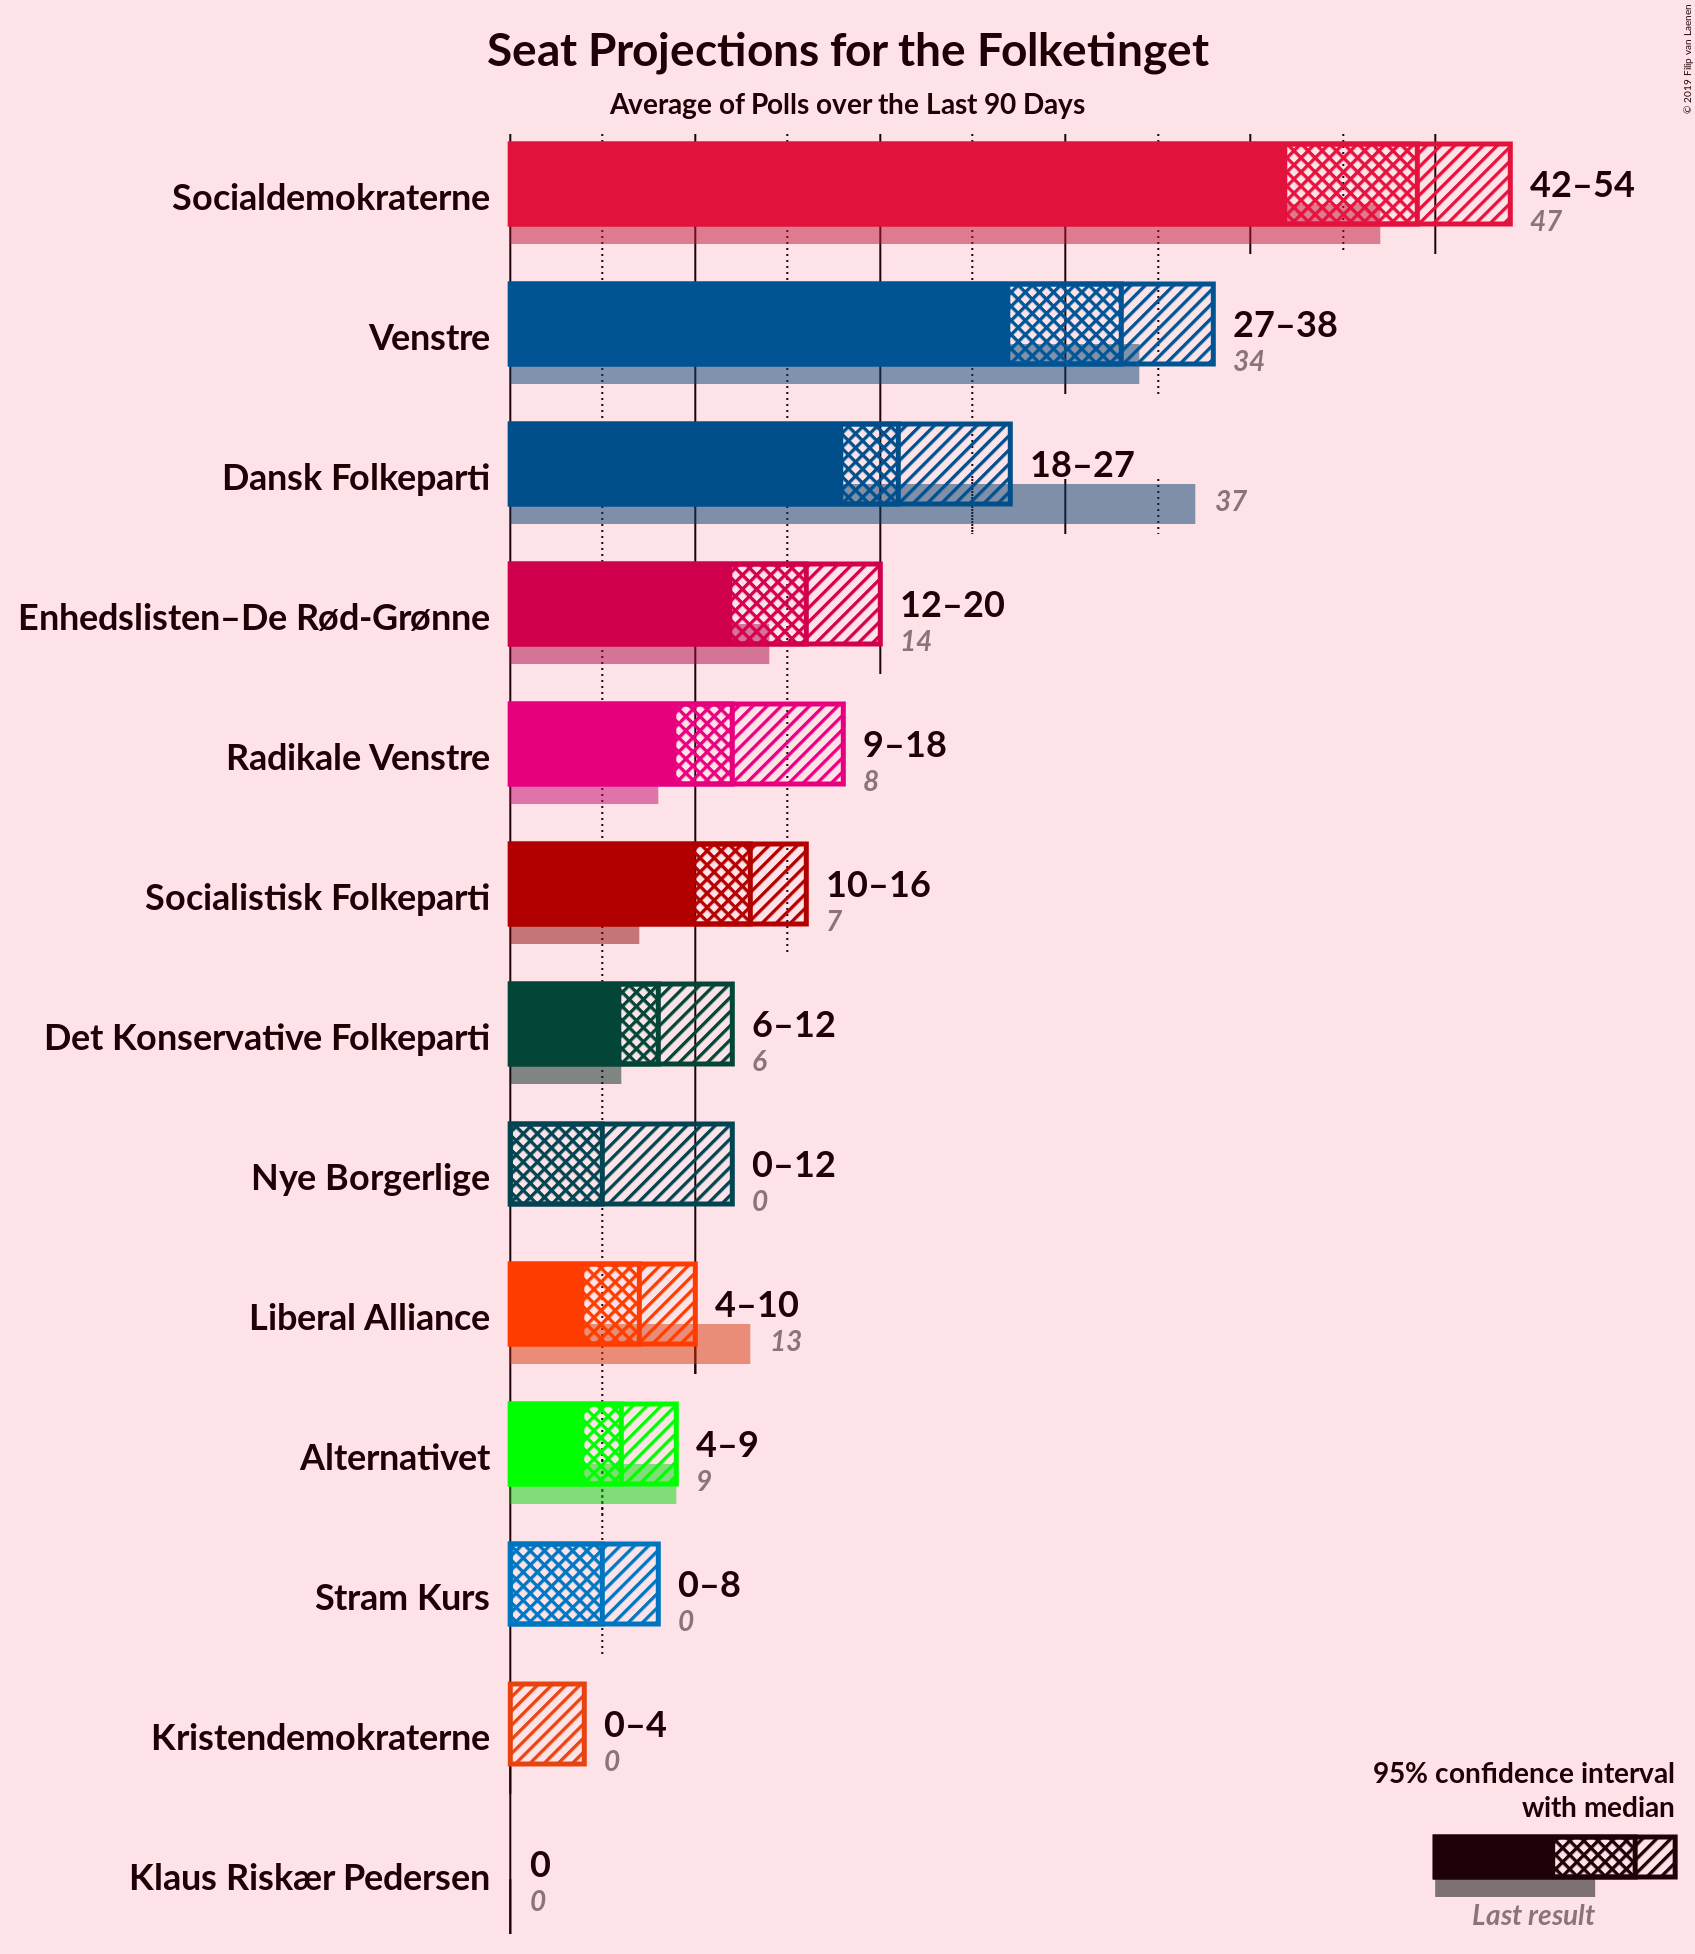 Seat Projections for the Folketinget
Average of Polls over the Last 90 Days
© 2019 Filip van Laenen
Socialdemokraterne
42–54
47
Venstre
27–38
34
Dansk Folkeparti
18–27
37
Enhedslisten–De Rød-Grønne
12–20
14
Radikale Venstre
9–18
8
Socialistisk Folkeparti
10–16
7
Det Konservative Folkeparti
6–12
6
Nye Borgerlige
0–12
0
Liberal Alliance
4–10
13
Alternativet
4–9
9
Stram Kurs
0–8
0
Kristendemokraterne
0–4
0
Klaus Riskær Pedersen
0
0
95% confidence interval
with median
Last result